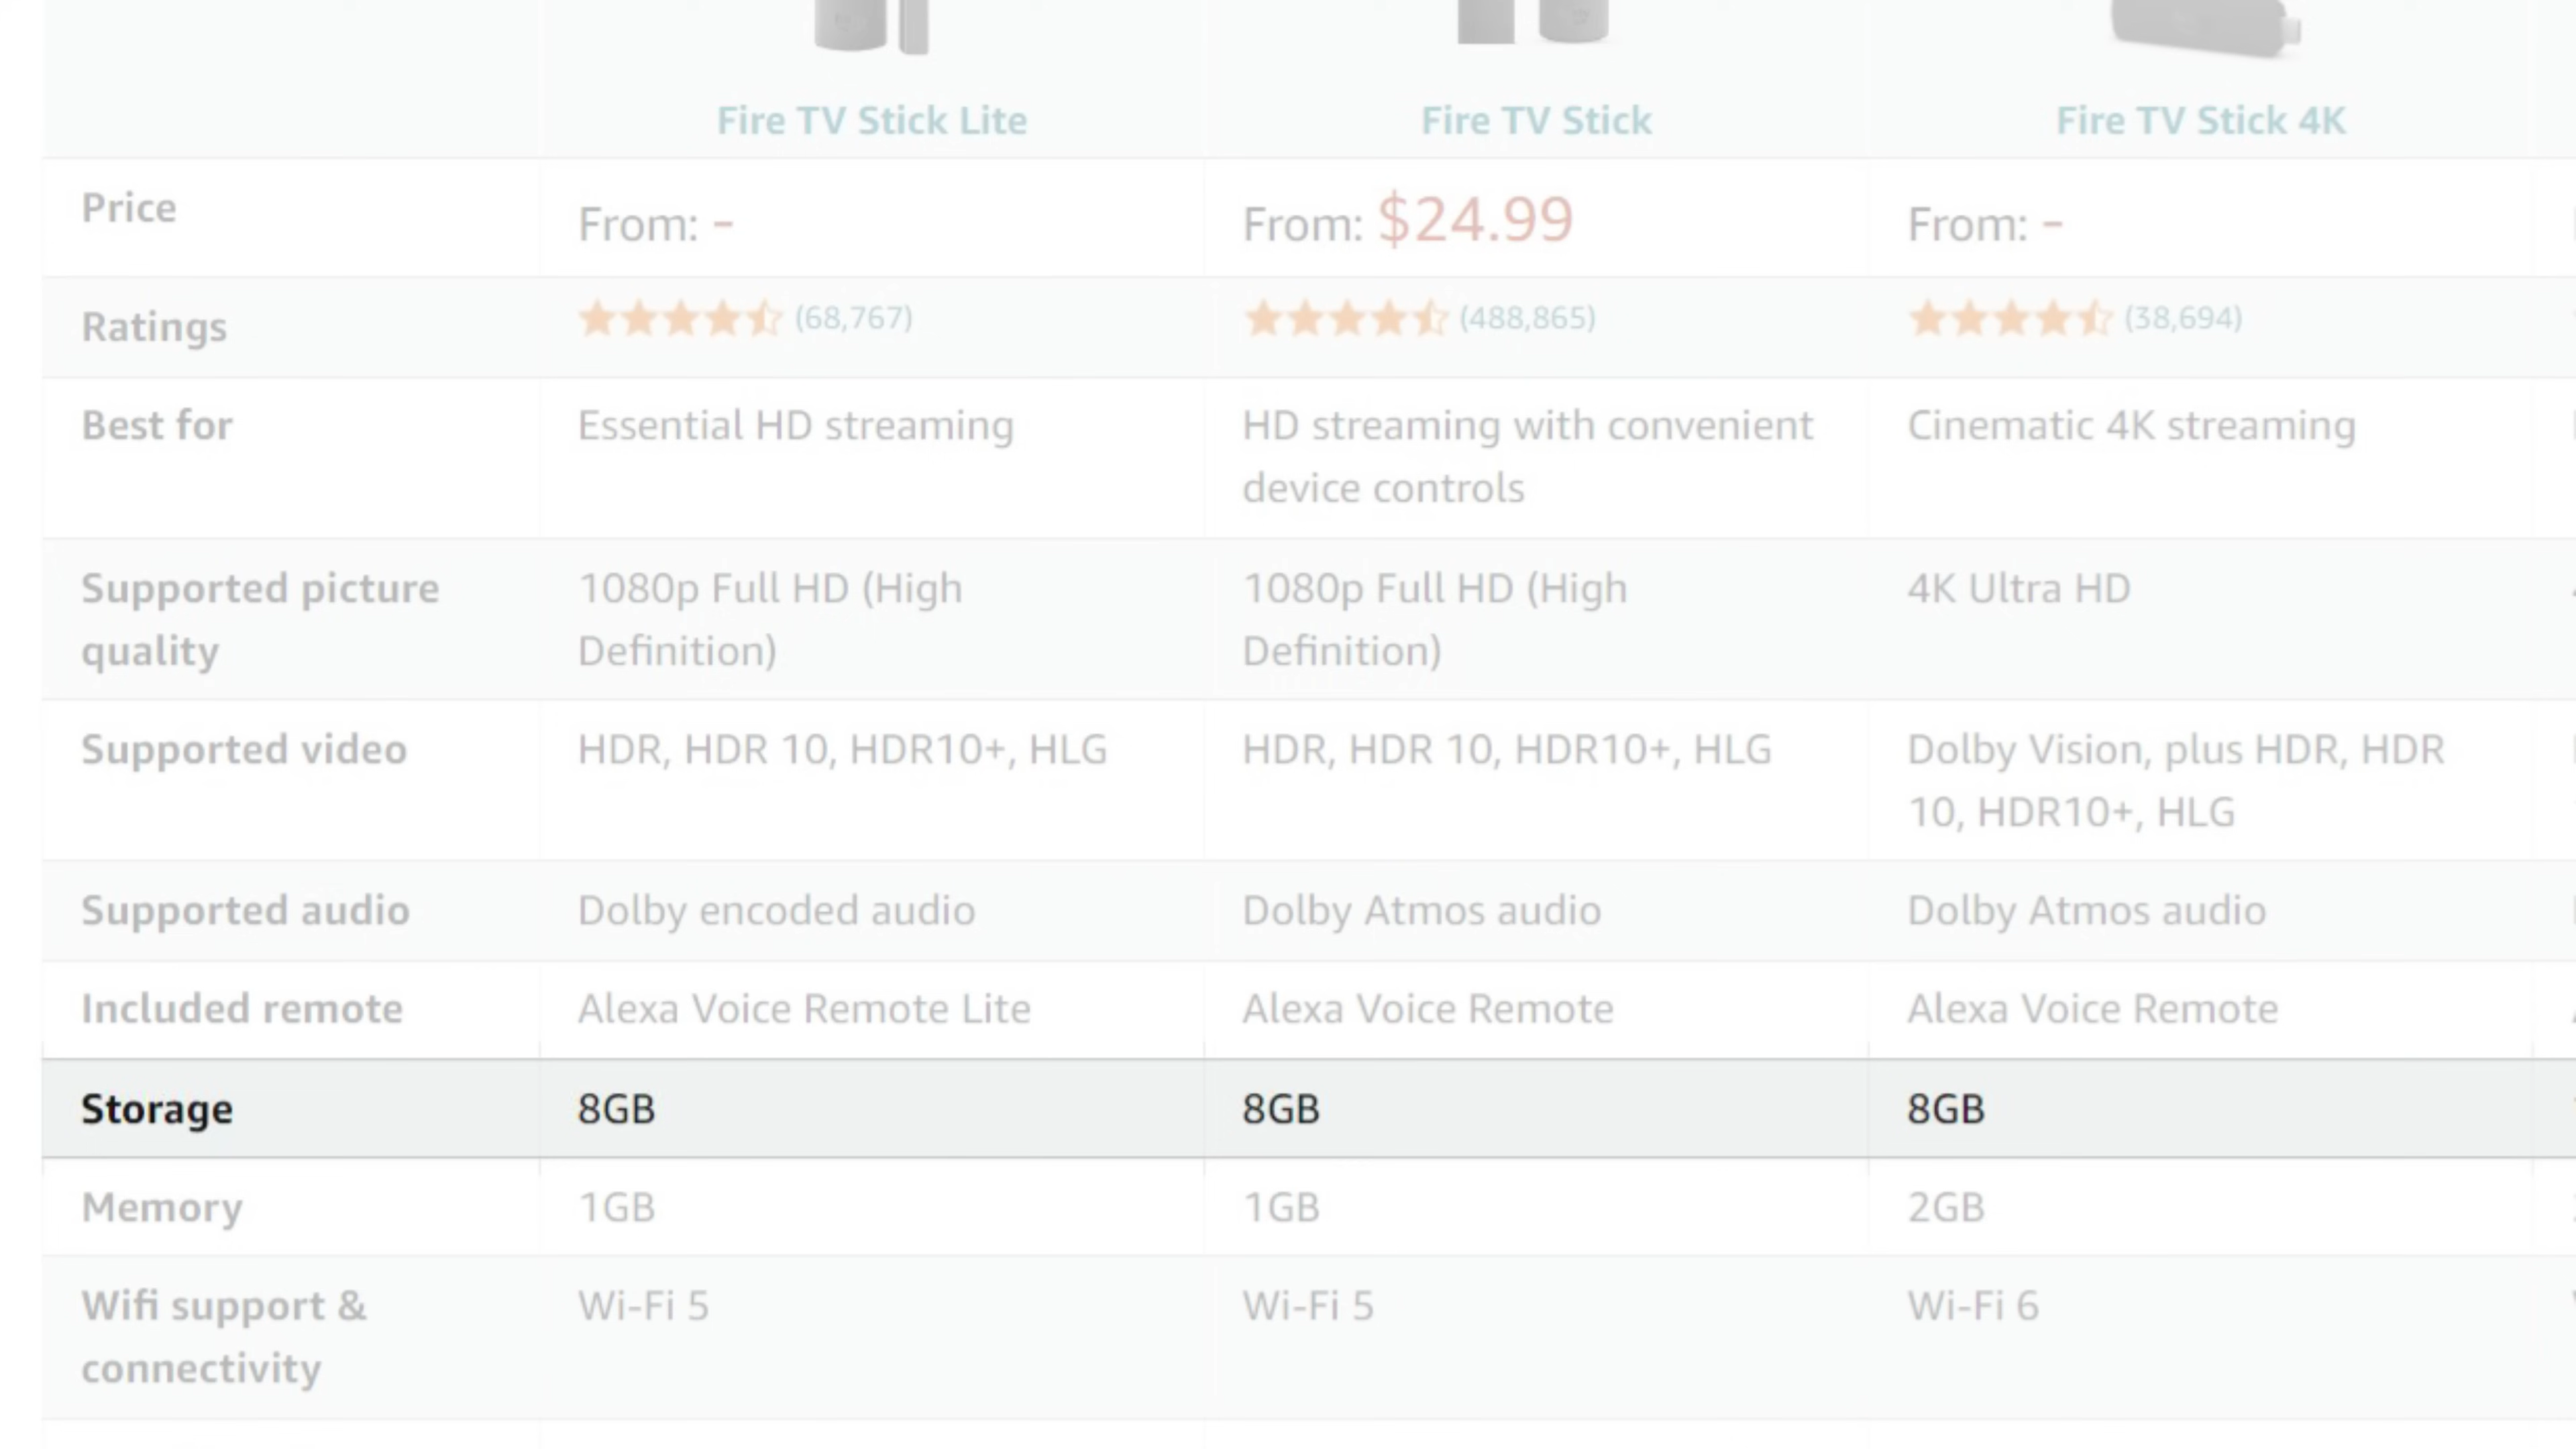 Fire TV Stick Lite Fire TV Stick Fire TV Stick 4K
Price From: – From: $24.99 From: –
Ratings (68,767) (488,865) (38,694)
Best for Essential HD streaming HD streaming with convenient Cinematic 4K streaming
device controls
Supported picture 1080p Full HD (High 1080p Full HD (High 4K Ultra HD
quality Definition) Definition)
Supported video HDR, HDR 10, HDR10+, HLG HDR, HDR 10, HDR10+, HLG Dolby Vision, plus HDR, HDR
10, HDR10+, HLG
Supported audio Dolby encoded audio Dolby Atmos audio Dolby Atmos audio
Included remote Alexa Voice Remote Lite Alexa Voice Remote Alexa Voice Remote
Storage 8GB 8GB 8GB
Memory 1GB 1GB 2GB
Wifi support & Wi-Fi 5 Wi-Fi 5 Wi-Fi 6
connectivity